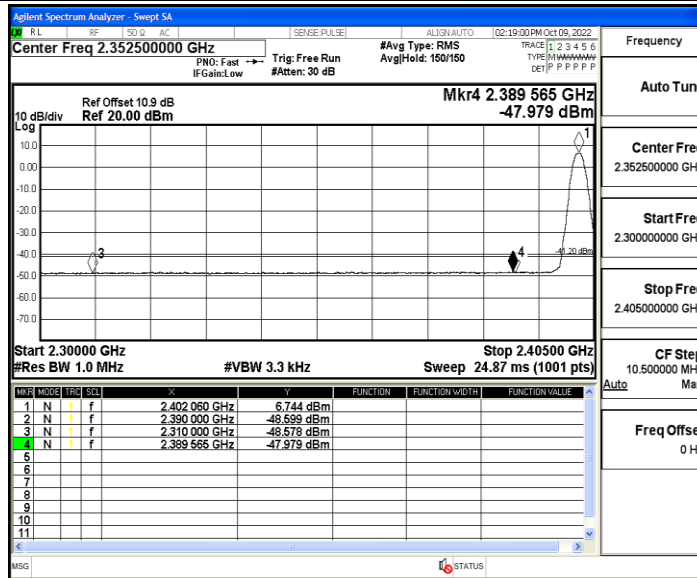 Agilent Spectrum Analyzer - Swept SA
RL RF 50 Ω AC SENSE:PULSE ALIGNAUTO 02:19:00 PM Oct 09, 2022
Center Freq 2.352500000 GHz #Avg Type: RMS TRACE 1 2 3 4 5 6
PNO: Fast Trig: Free Run Avg|Hold: 150/150 TYPE M W W W W W
IFGain:Low #Atten: 30 dB DET P P P P P P
Mkr4 2.389 565 GHz
Ref Offset 10.9 dB
10 dB/div Ref 20.00 dBm -47.979 dBm
Log
1
10.0
0.00
-10.0
-20.0
-30.0
-40.0 3 4 -41.20 dBm
-50.0
-60.0
-70.0
Start 2.30000 GHz Stop 2.40500 GHz
#Res BW 1.0 MHz #VBW 3.3 kHz Sweep 24.87 ms (1001 pts)
MKR MODE TRC SCL X Y FUNCTION FUNCTION WIDTH FUNCTION VALUE
1 N 1 f 2.402 060 GHz 6.744 dBm
2 N 1 f 2.390 000 GHz -48.599 dBm
3 N 1 f 2.310 000 GHz -48.578 dBm
4 N 1 f 2.389 565 GHz -47.979 dBm
5
6
7
8
9
10
11
MSG STATUS
Frequency
Auto Tun
Center Fre
2.352500000 GH
Start Fre
2.300000000 GH
Stop Fre
2.405000000 GH
CF Step
10.500000 MH
Auto Ma
Freq Offse
0 H